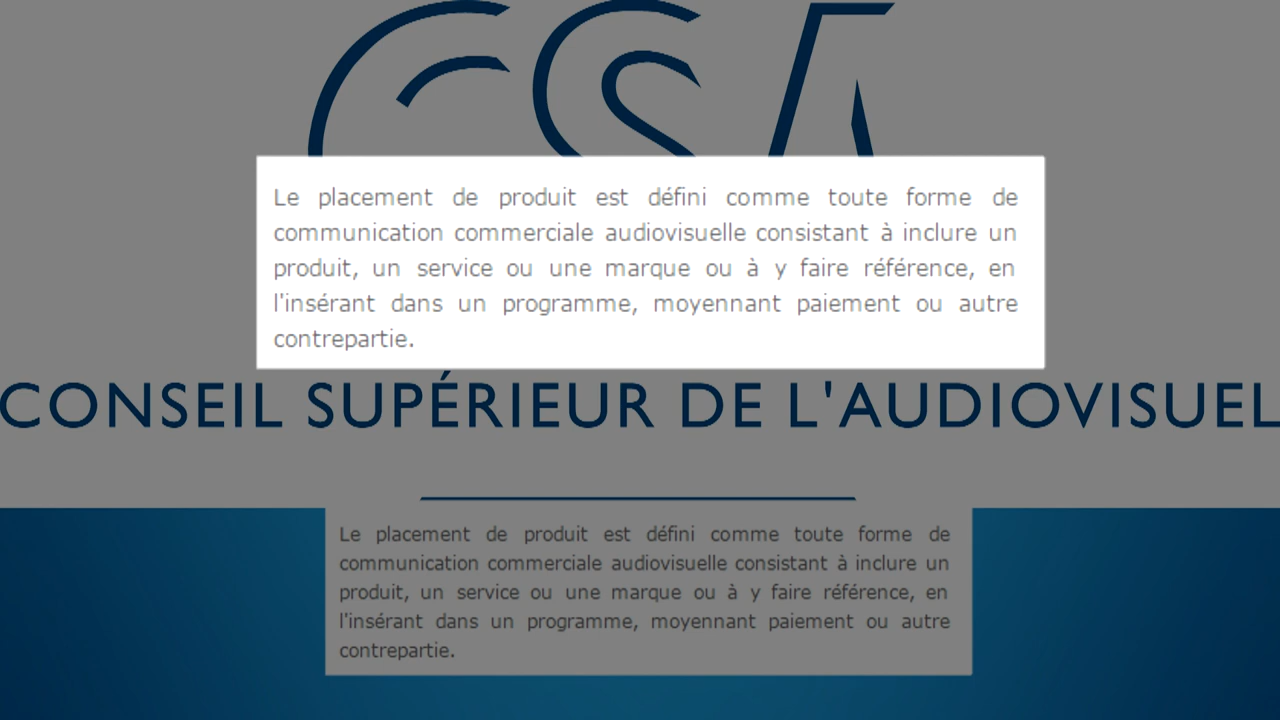 CSA
Le placement de produit est défini comme toute forme de
communication commerciale audiovisuelle consistant à inclure un
produit, un service ou une marque ou à y faire référence, en
l'insérant dans un programme, moyennant paiement ou autre
contrepartie.
CONSEIL SUPÉRIEUR DE L'AUDIOVISUEL
Le placement de produit est défini comme toute forme de
communication commerciale audiovisuelle consistant à inclure un
produit, un service ou une marque ou à y faire référence, en
l'insérant dans un programme, moyennant paiement ou autre
contrepartie.